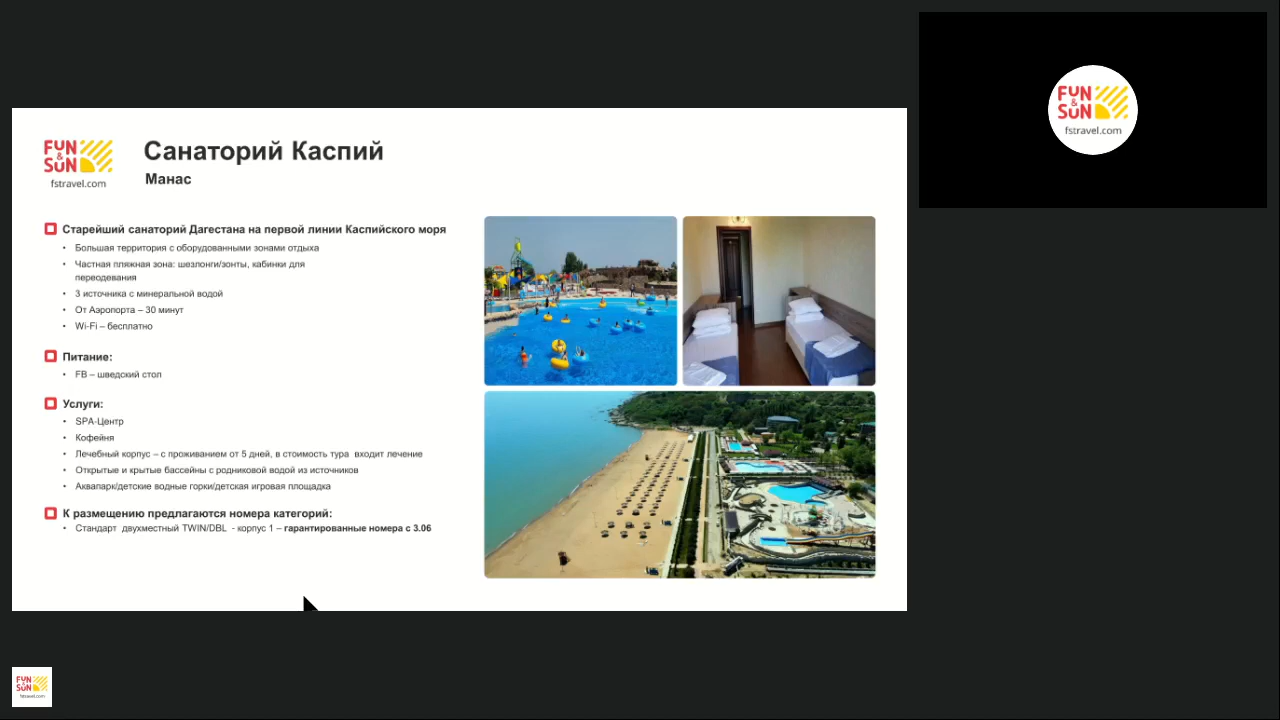 FUN
&
SUN
fstravel.com
Санаторий Каспий
Манас
Старейший санаторий Дагестана на первой линии Каспийского моря
• Большая территория с оборудованными зонами отдыха
• Частная пляжная зона: шезлонги/зонты, кабинки для
переодевания
• 3 источника с минеральной водой
• От Аэропорта – 30 минут
• Wi-Fi – бесплатно
Питание:
• FB – шведский стол
Услуги:
• SPA-Центр
• Кофейня
• Лечебный корпус – с проживанием от 5 дней, в стоимость тура входит лечение
• Открытые и крытые бассейны с родниковой водой из источников
• Аквапарк/детские водные горки/детская игровая площадка
К размещению предлагаются номера категорий:
• Стандарт двухместный TWIN/DBL - корпус 1 – гарантированные номера с 3.06
FUN
&
SUN
fstravel.com
FUN
&
SUN
fstravel.com